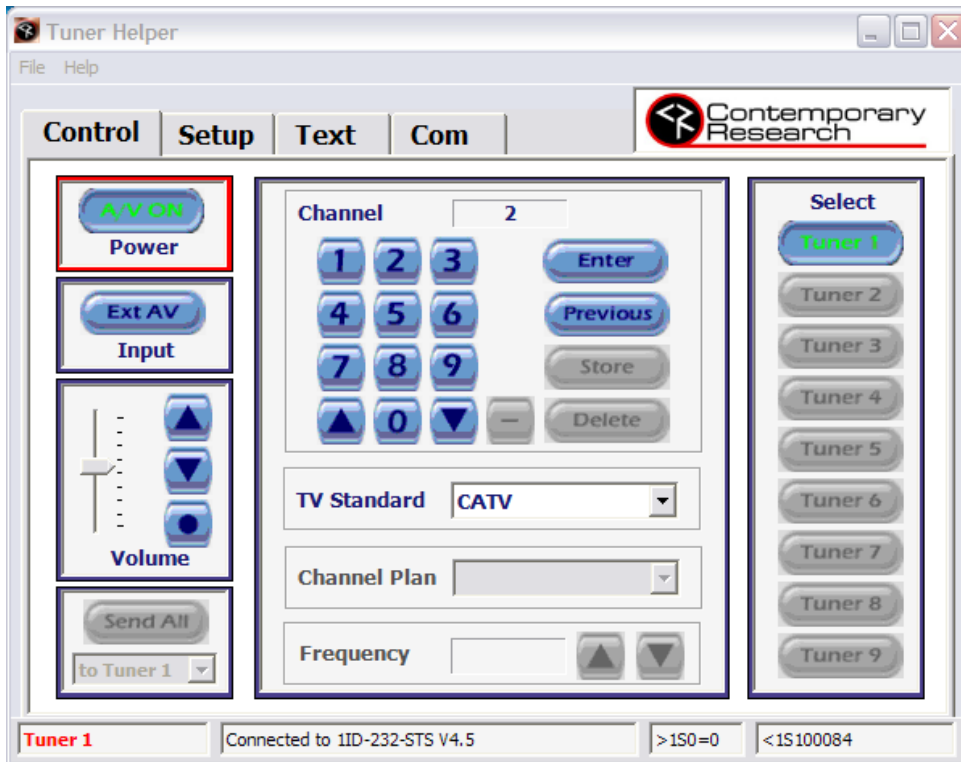 Tuner Helper
File Help
Contemporary
Research
Control Setup Text Com
A/V ON
Power
Ext AV
Input
Volume
Send All
to Tuner 1
Channel 2
1 2 3 Enter
4 5 6 Previous
7 8 9 Store
0 − Delete
TV Standard CATV
Channel Plan
Frequency
Select
Tuner 1
Tuner 2
Tuner 3
Tuner 4
Tuner 5
Tuner 6
Tuner 7
Tuner 8
Tuner 9
Tuner 1 Connected to 1ID-232-STS V4.5 >1S0=0 <1S100084